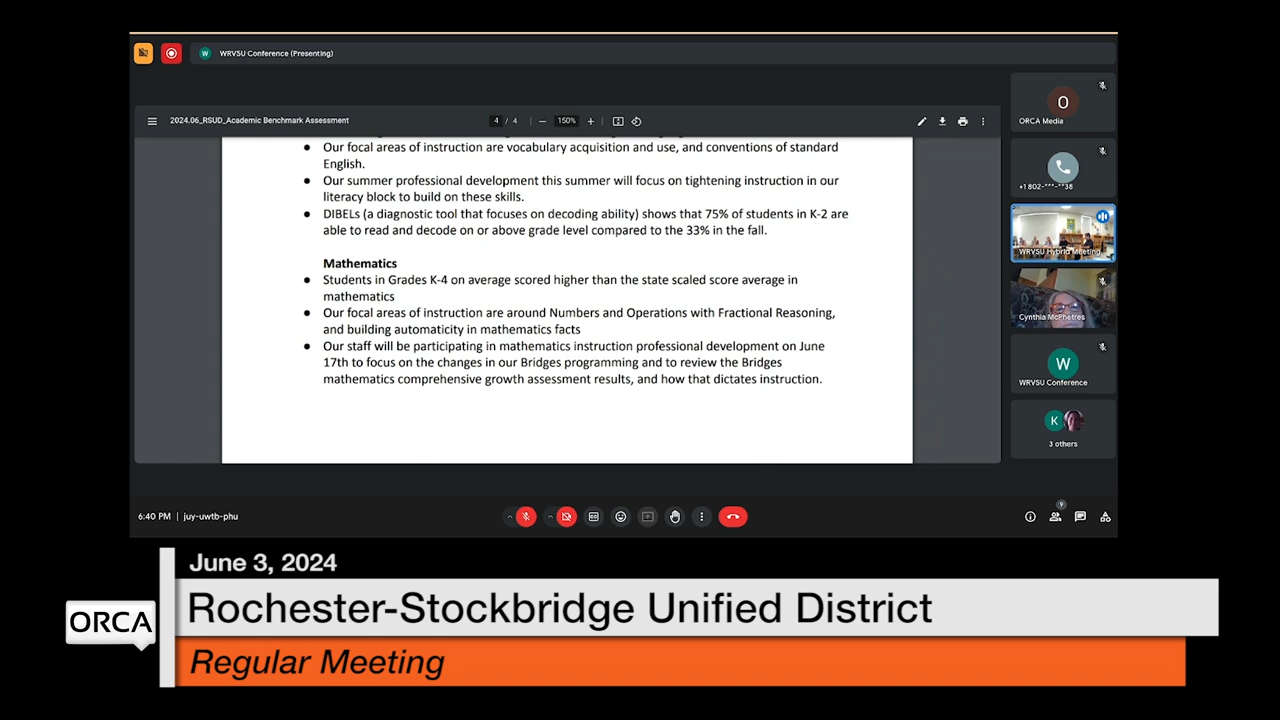 WRVSU Conference (Presenting)
W
2024.06_RSUD_Academic Benchmark Assessment
4 / 4
150%
• Our focal areas of instruction are vocabulary acquisition and use, and conventions of standard
English.
• Our summer professional development this summer will focus on tightening instruction in our
literacy block to build on these skills.
• DIBELs (a diagnostic tool that focuses on decoding ability) shows that 75% of students in K-2 are
able to read and decode on or above grade level compared to the 33% in the fall.
Mathematics
• Students in Grades K-4 on average scored higher than the state scaled score average in
mathematics
• Our focal areas of instruction are around Numbers and Operations with Fractional Reasoning,
and building automaticity in mathematics facts
• Our staff will be participating in mathematics instruction professional development on June
17th to focus on the changes in our Bridges programming and to review the Bridges
mathematics comprehensive growth assessment results, and how that dictates instruction.
O
ORCA Media
+1 802-***-**38
WRVSU Hybrid Meeting
Cynthia McPhetres
W
WRVSU Conference
K
3 others
6:40 PM | juy-uwtb-phu
9
June 3, 2024
ORCA
Rochester-Stockbridge Unified District
Regular Meeting